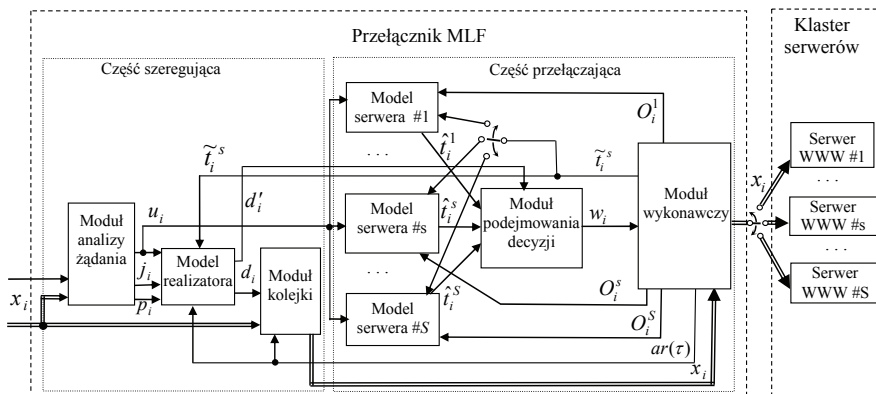 Przełącznik MLF
Klaster
serwerów
Część szeregująca
Część przełączająca
Model
serwera #1
O_i^1
. . .
t̂_i^1
t̃_i^s
t̃_i^s
Serwer
WWW #1
. . .
x_i
d'_i
u_i
Moduł
analizy
żądania
j_i
p_i
Model
realizatora
d_i
Moduł
kolejki
Model
serwera #s
t̂_i^s
Moduł
podejmowania
decyzji
w_i
Moduł
wykonawczy
Serwer
WWW #s
. . .
x_i
. . .
Model
serwera #S
t̂_i^S
O_i^s
O_i^S
Serwer
WWW #S
ar(τ)
x_i